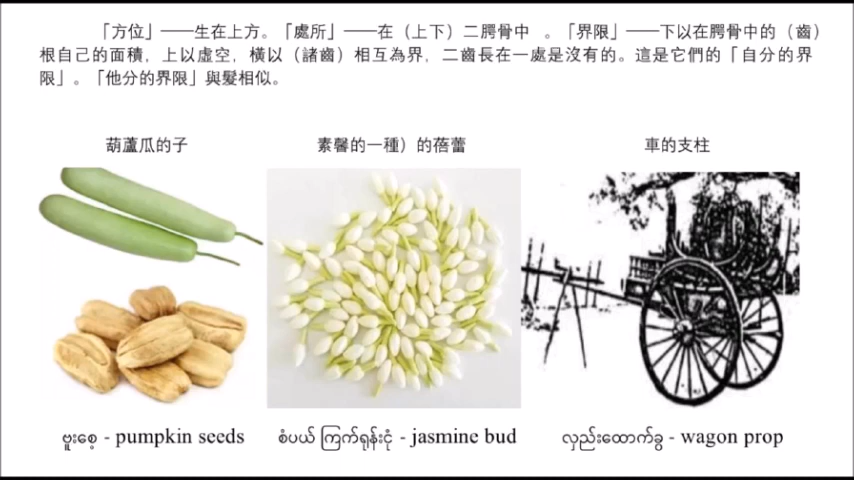 「方位」——生在上方。「處所」——在（上下）二腭骨中 。「界限」——下以在腭骨中的（齒）
根自己的面積，上以虛空，橫以（諸齒）相互為界，二齒長在一處是沒有的。這是它們的「自分的界
限」。「他分的界限」與髮相似。
葫蘆瓜的子
素馨的一種）的蓓蕾
車的支柱
ဗူးစေ့ - pumpkin seeds
စံပယ် ကြက်ရုန်းငုံ - jasmine bud
လှည်းထောက်ခွ - wagon prop